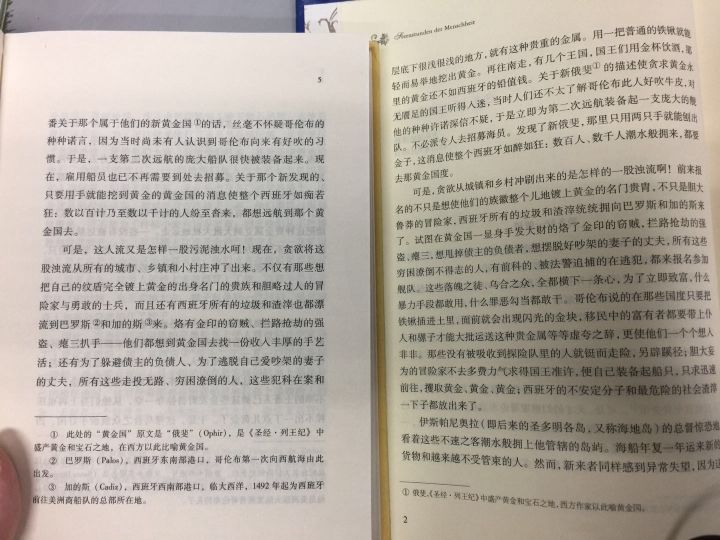 5
番关于那个属于他们的新黄金国①的话，丝毫不怀疑哥伦布的
种种诺言，因为当时尚未有人认识到哥伦布向来有好吹的习
惯。于是，一支第二次远航的庞大船队很快被装备起来。现
在，雇用船员也已不再需要到处去招募。关于那个新发现的、
只要用手就能挖到黄金的黄金国的消息使整个西班牙如痴若
狂：数以百计乃至数以千计的人纷至沓来，都想远航到那个黄
金国去。
可是，这人流又是怎样一股污泥浊水呵！现在，贪欲将这
股浊流从所有的城市、乡镇和小村庄冲了出来。不仅有那些想
把自己的纹盾完全镀上黄金的出身名门的贵族和胆略过人的冒
险家与勇敢的士兵，而且还有西班牙所有的垃圾和渣滓也都漂
流到巴罗斯②和加的斯③来。烙有金印的窃贼、拦路抢劫的强
盗、瘪三扒手——他们都想到黄金国去找一份收人丰厚的手艺
活；还有为了躲避债主的负债人、为了逃脱自己爱吵架的妻子
的丈夫，所有这些走投无路、穷困潦倒的人，这些犯科在案和
① 此处的“黄金国”原文是“俄斐”（Ophir），是《圣经·列王纪》中
盛产黄金和宝石之地，在西方以此比喻黄金国。
② 巴罗斯（Palos），西班牙东南部港口，哥伦布第一次向西航海由此
出发。
③ 加的斯（Cadiz），西班牙西南部港口，临大西洋，1492 年起为西班牙
前往美洲商船队的总部所在地。
Sternstunden der Menschheit
层底下很浅很浅的地方，就有这种贵重的金属。用一把普通的铁锹就能
轻而易举地挖出黄金。再往南走，有几个王国，国王们用金杯饮酒，那
里的黄金还不如西班牙的铅值钱。关于新俄斐①的描述使贪求黄金永
无餍足的国王听得入迷，当时人们还不太了解哥伦布此人好吹牛皮，对
他的种种许诺深信不疑，于是立即为第二次远航装备起一支庞大的舰
队。不必派专人去招募海员。发现了新俄斐，那里只用两只手就能刨出
金子，这消息使整个西班牙如醉如狂；数百人、数千人潮水般拥来，都要
去那黄金国度。
可是，贪欲从城镇和乡村冲刷出来的是怎样的一股浊流啊！前来报
名的不只是想使他们的族徽整个儿地镀上黄金的名门贵胄，不只是胆大
鲁莽的冒险家，西班牙所有的垃圾和渣滓统统拥向巴罗斯和加的斯来
了。试图在黄金国一显身手发大财的烙了金印的窃贼，拦路抢劫的强
盗、瘪三，想甩掉债主的负债者，想摆脱好吵架的妻子的丈夫，所有这些
穷困潦倒不得志的人，有前科的、被法警追捕的在逃犯，都来报名参加
舰队。这些落魄之徒、乌合之众，全都横下一条心，为了立即致富，什么
暴力手段都敢用，什么罪恶勾当都敢干。哥伦布说的在那些国度只要把
铁锹插进土里，面前就会出现闪光的金块，移民中的富有者都要带上仆
人和骡子才能大批运送这种贵重金属等等虚夸之辞，更使他们一个个想入
非非。那些没有被吸收到探险队里的人就铤而走险，另辟蹊径；胆大妄
为的冒险家不去多费力气求得国王准许，便自己装备起船只，只求迅速
前往，攫取黄金、黄金、黄金；西班牙的不安定分子和最危险的社会渣滓
一下子都放出来了。
伊斯帕尼奥拉（即后来的圣多明各岛，又称海地岛）的总督惊恐地
看着这些不速之客潮水般拥上他管辖的岛屿。海船年复一年运来新的
货物和越来越不受管束的人。然而，新来者同样感到异常失望，因为这
① 俄斐，《圣经·列王纪》中盛产黄金和宝石之地，西方作家以此喻黄金国。
2